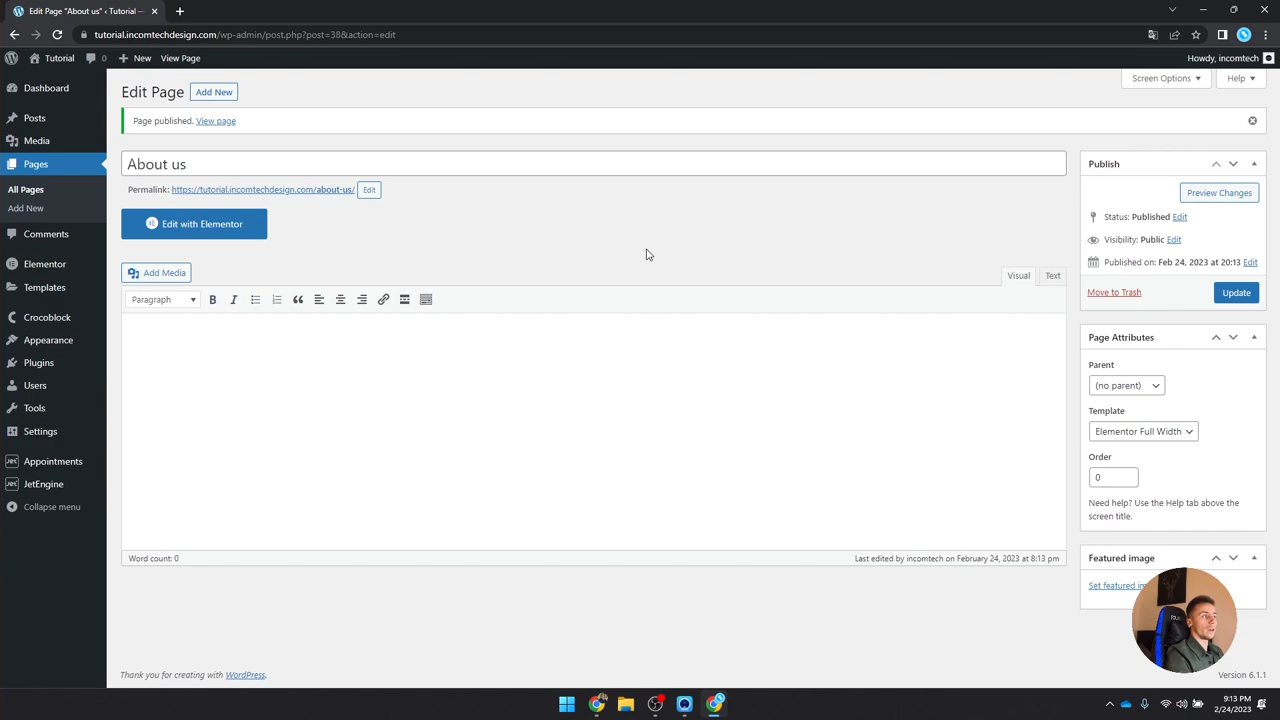 Edit Page "About us" ‹ Tutorial —
tutorial.incomtechdesign.com/wp-admin/post.php?post=38&action=edit
Tutorial 0 New View Page Howdy, incomtech
Screen Options Help
Edit Page Add New
Page published. View page
About us
Permalink: https://tutorial.incomtechdesign.com/about-us/ Edit
Edit with Elementor
Add Media Visual Text
Paragraph
Word count: 0 Last edited by incomtech on February 24, 2023 at 8:13 pm
Thank you for creating with WordPress. Version 6.1.1
Dashboard
Posts
Media
Pages
All Pages
Add New
Comments
Elementor
Templates
Crocoblock
Appearance
Plugins
Users
Tools
Settings
JET Appointments
JET JetEngine
Collapse menu
Publish
Preview Changes
Status: Published Edit
Visibility: Public Edit
Published on: Feb 24, 2023 at 20:13 Edit
Move to Trash Update
Page Attributes
Parent
(no parent)
Template
Elementor Full Width
Order
0
Need help? Use the Help tab above the
screen title.
Featured image
Set featured
9:13 PM
2/24/2023